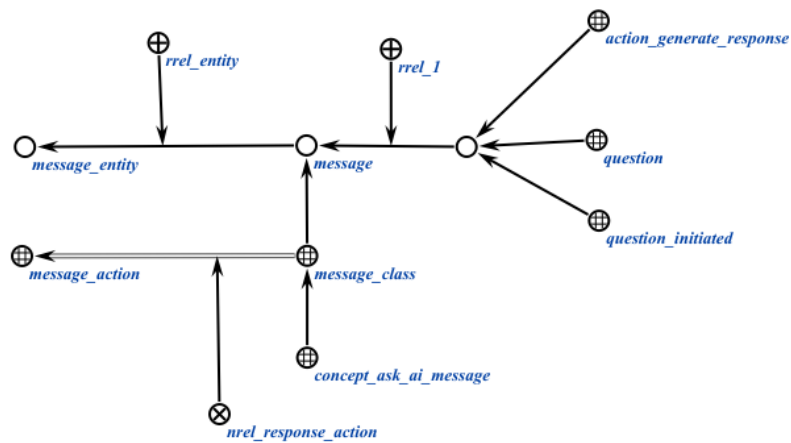 action_generate_response
rrel_entity
rrel_1
message_entity
message
question
question_initiated
message_action
message_class
concept_ask_ai_message
nrel_response_action